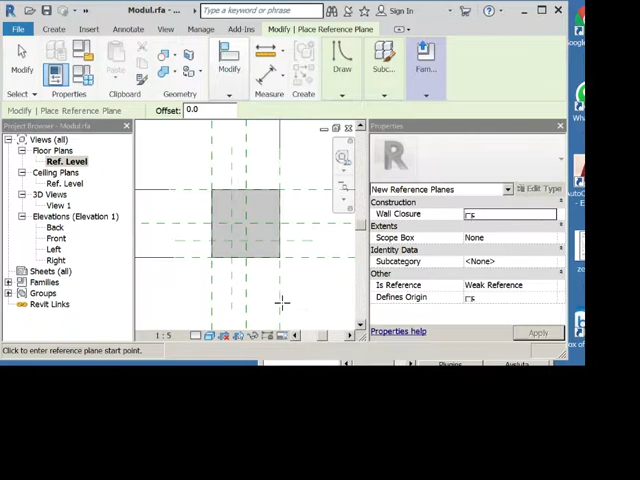 Modul.rfa - ...
Type a keyword or phrase
Sign In
File
Create
Insert
Annotate
View
Manage
Add-Ins
Modify | Place Reference Plane
Modify
Paste
Modify
Measure
Create
Draw
Subc...
Fam...
Select
Properties
Clipboard
Geometry
Modify | Place Reference Plane
Offset:
0.0
Project Browser - Modul.rfa
Views (all)
Floor Plans
Ref. Level
Ceiling Plans
Ref. Level
3D Views
View 1
Elevations (Elevation 1)
Back
Front
Left
Right
Sheets (all)
Families
Groups
Revit Links
1 : 5
Properties
R
New Reference Planes
Edit Type
Construction
Wall Closure
Extents
Scope Box None
Identity Data
Subcategory <None>
Other
Is Reference Weak Reference
Defines Origin
Properties help
Apply
Click to enter reference plane start point.